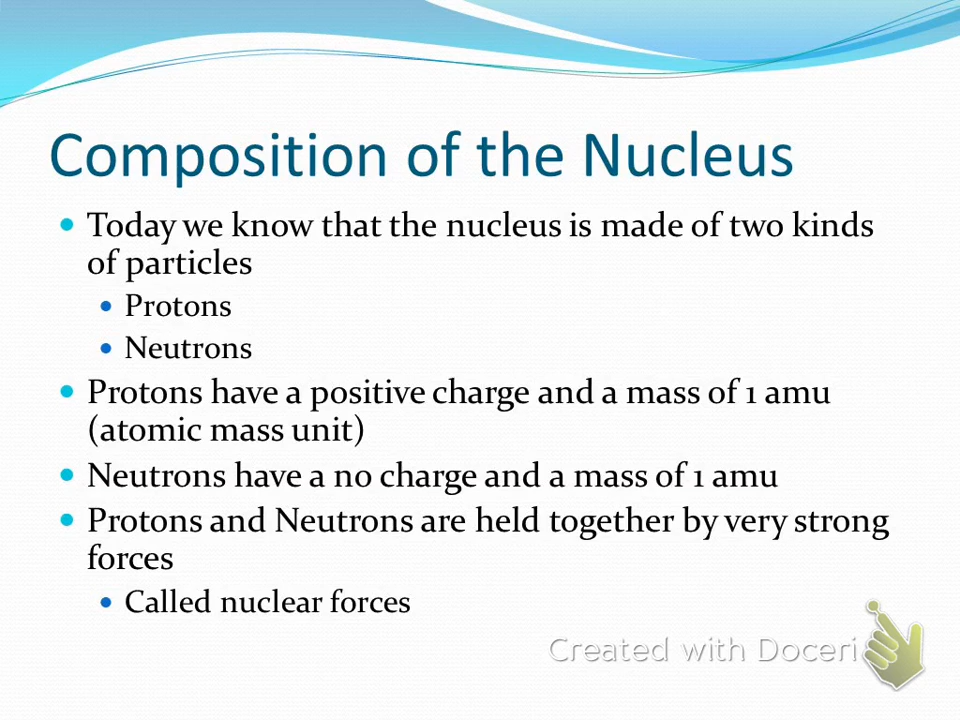 Composition of the Nucleus
Today we know that the nucleus is made of two kinds
of particles
Protons
Neutrons
Protons have a positive charge and a mass of 1 amu
(atomic mass unit)
Neutrons have a no charge and a mass of 1 amu
Protons and Neutrons are held together by very strong
forces
Called nuclear forces
Created with Doceri